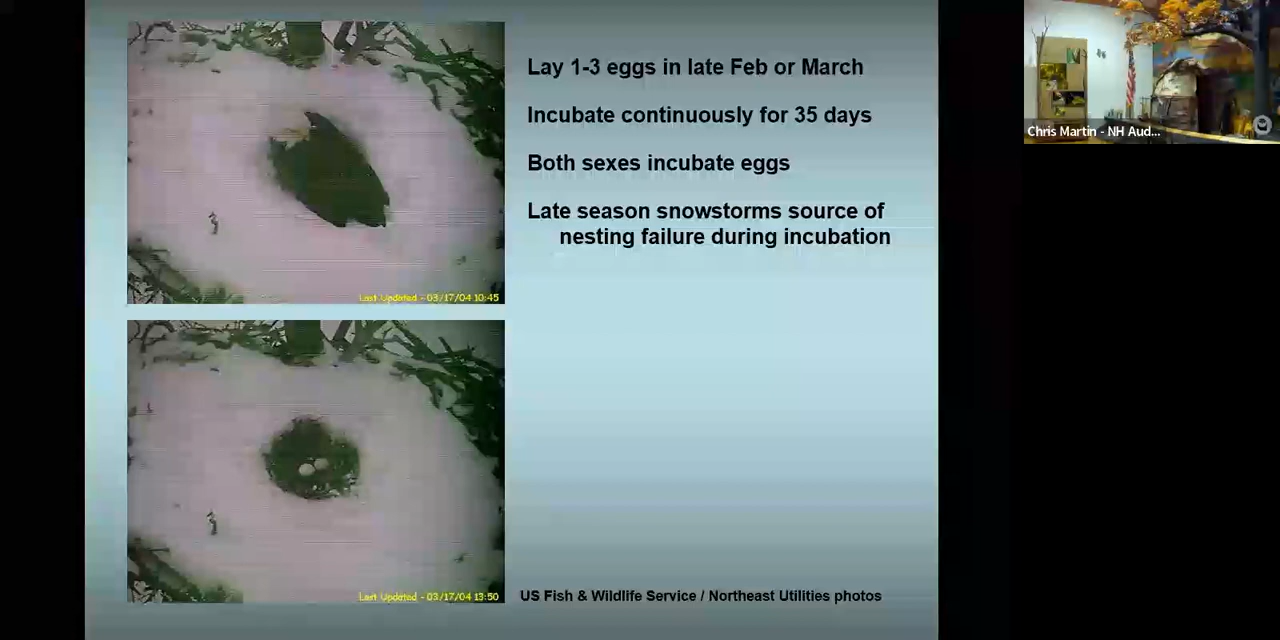 Lay 1-3 eggs in late Feb or March
Incubate continuously for 35 days
Both sexes incubate eggs
Late season snowstorms source of
nesting failure during incubation
Last Updated - 03/17/04 10:45
Last Updated - 03/17/04 13:50
US Fish & Wildlife Service / Northeast Utilities photos
Chris Martin - NH Aud...